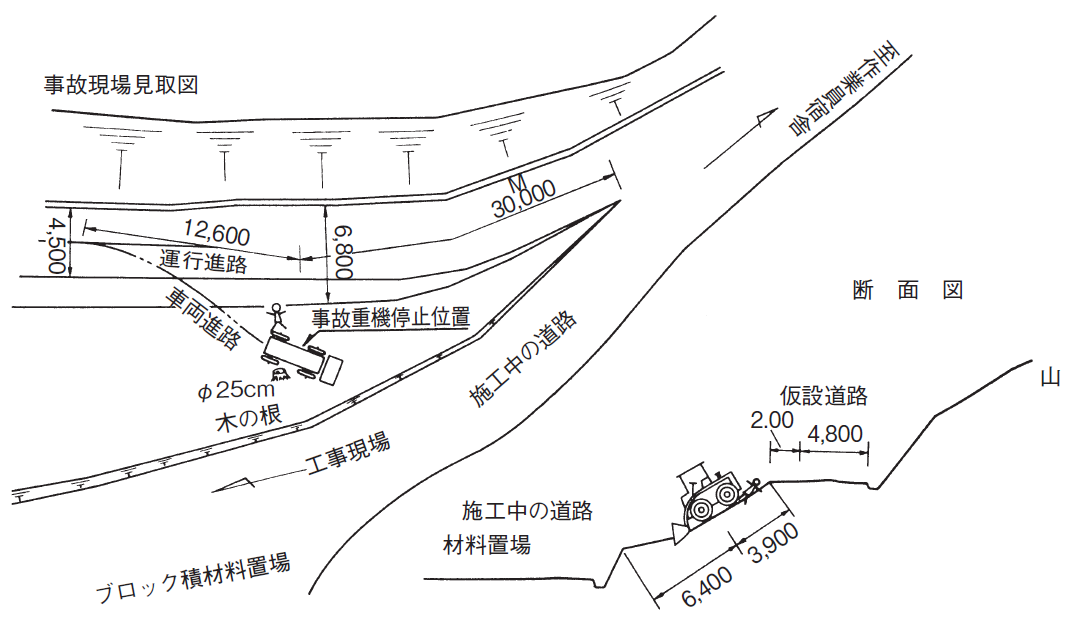 事故現場見取図
至作業員宿舎
M
30,000
12,600
4,500
6,800
運行進路
車両進路
事故重機停止位置
φ25cm
木の根
施工中の道路
工事現場
ブロック積材料置場
断面図
山
仮設道路
2.00
4,800
施工中の道路
材料置場
3,900
6,400